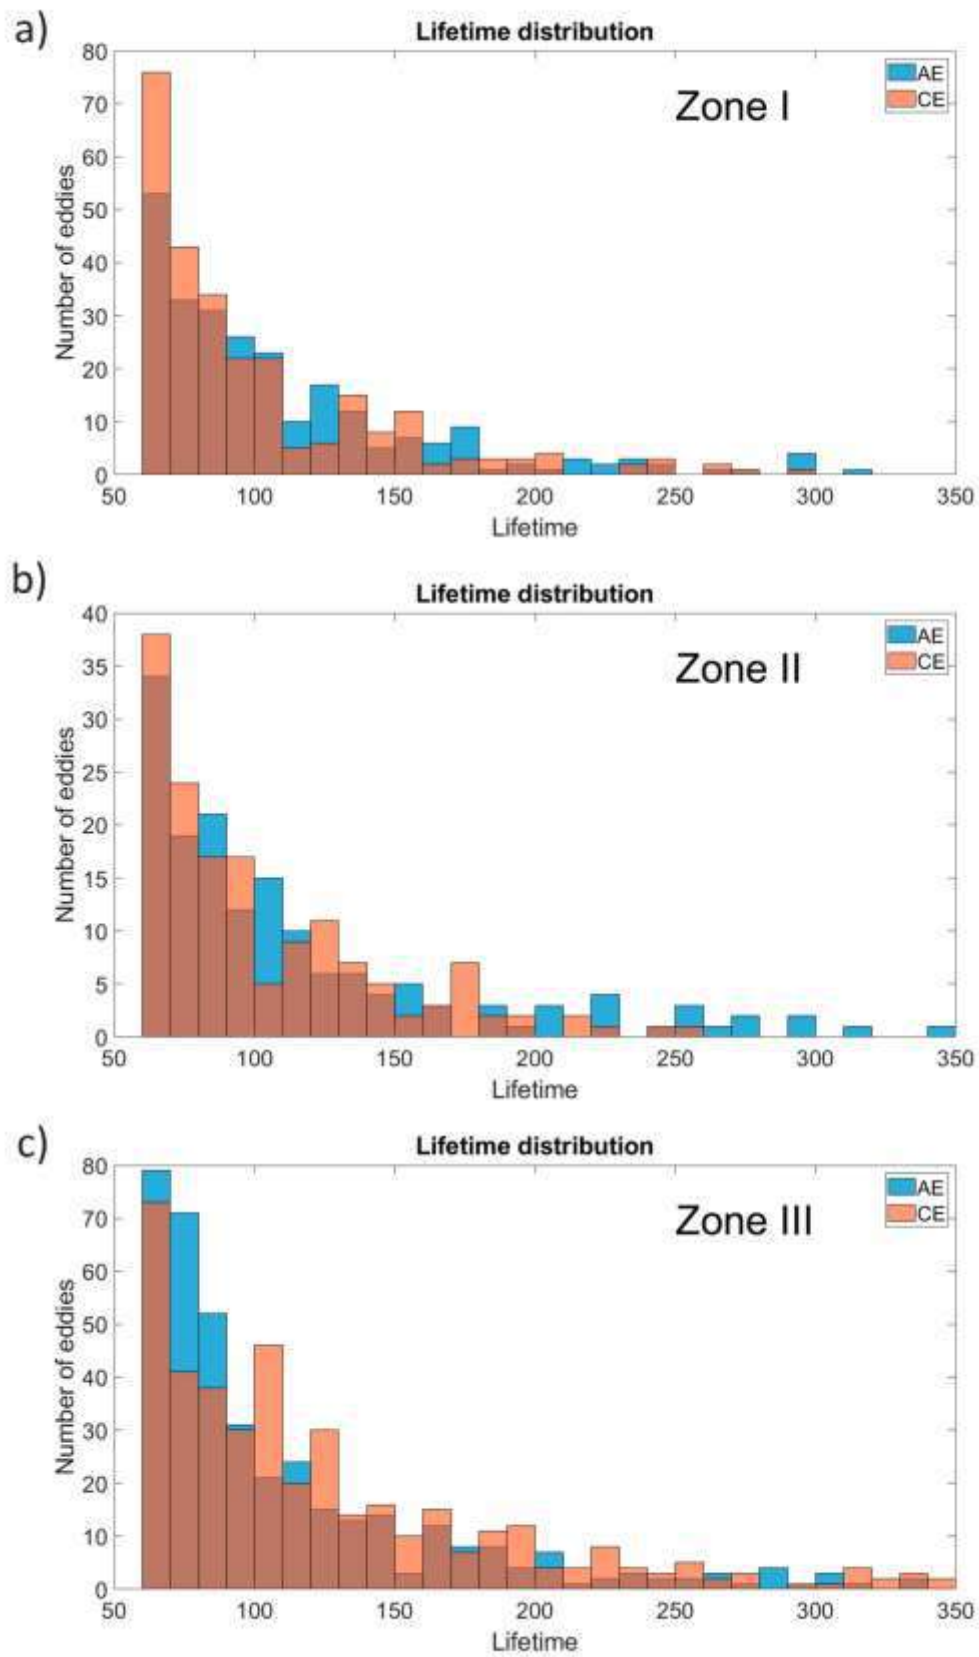 a)
Lifetime distribution
80
70
60
50
40
30
20
10
0
Number of eddies
Zone I
AE
CE
50 100 150 200 250 300 350
Lifetime
b)
Lifetime distribution
40
35
30
25
20
15
10
5
0
Number of eddies
Zone II
AE
CE
50 100 150 200 250 300 350
Lifetime
c)
Lifetime distribution
80
70
60
50
40
30
20
10
0
Number of eddies
Zone III
AE
CE
50 100 150 200 250 300 350
Lifetime